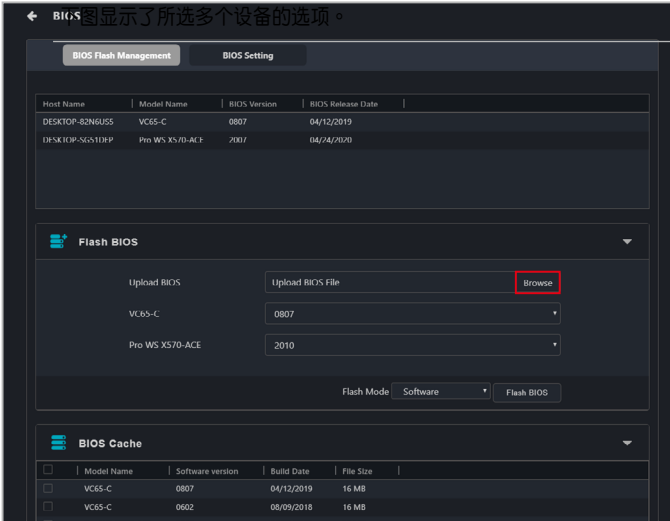 下图显示了所选多个设备的选项。
BIOS
BIOS Flash Management BIOS Setting
Host Name Model Name BIOS Version BIOS Release Date
DESKTOP-82N6US5 VC65-C 0807 04/12/2019
DESKTOP-SG51DEP Pro WS X570-ACE 2007 04/24/2020
Flash BIOS
Upload BIOS Upload BIOS File Browse
VC65-C 0807
Pro WS X570-ACE 2010
Flash Mode Software Flash BIOS
BIOS Cache
Model Name Software version Build Date File Size
VC65-C 0807 04/12/2019 16 MB
VC65-C 0602 08/09/2018 16 MB